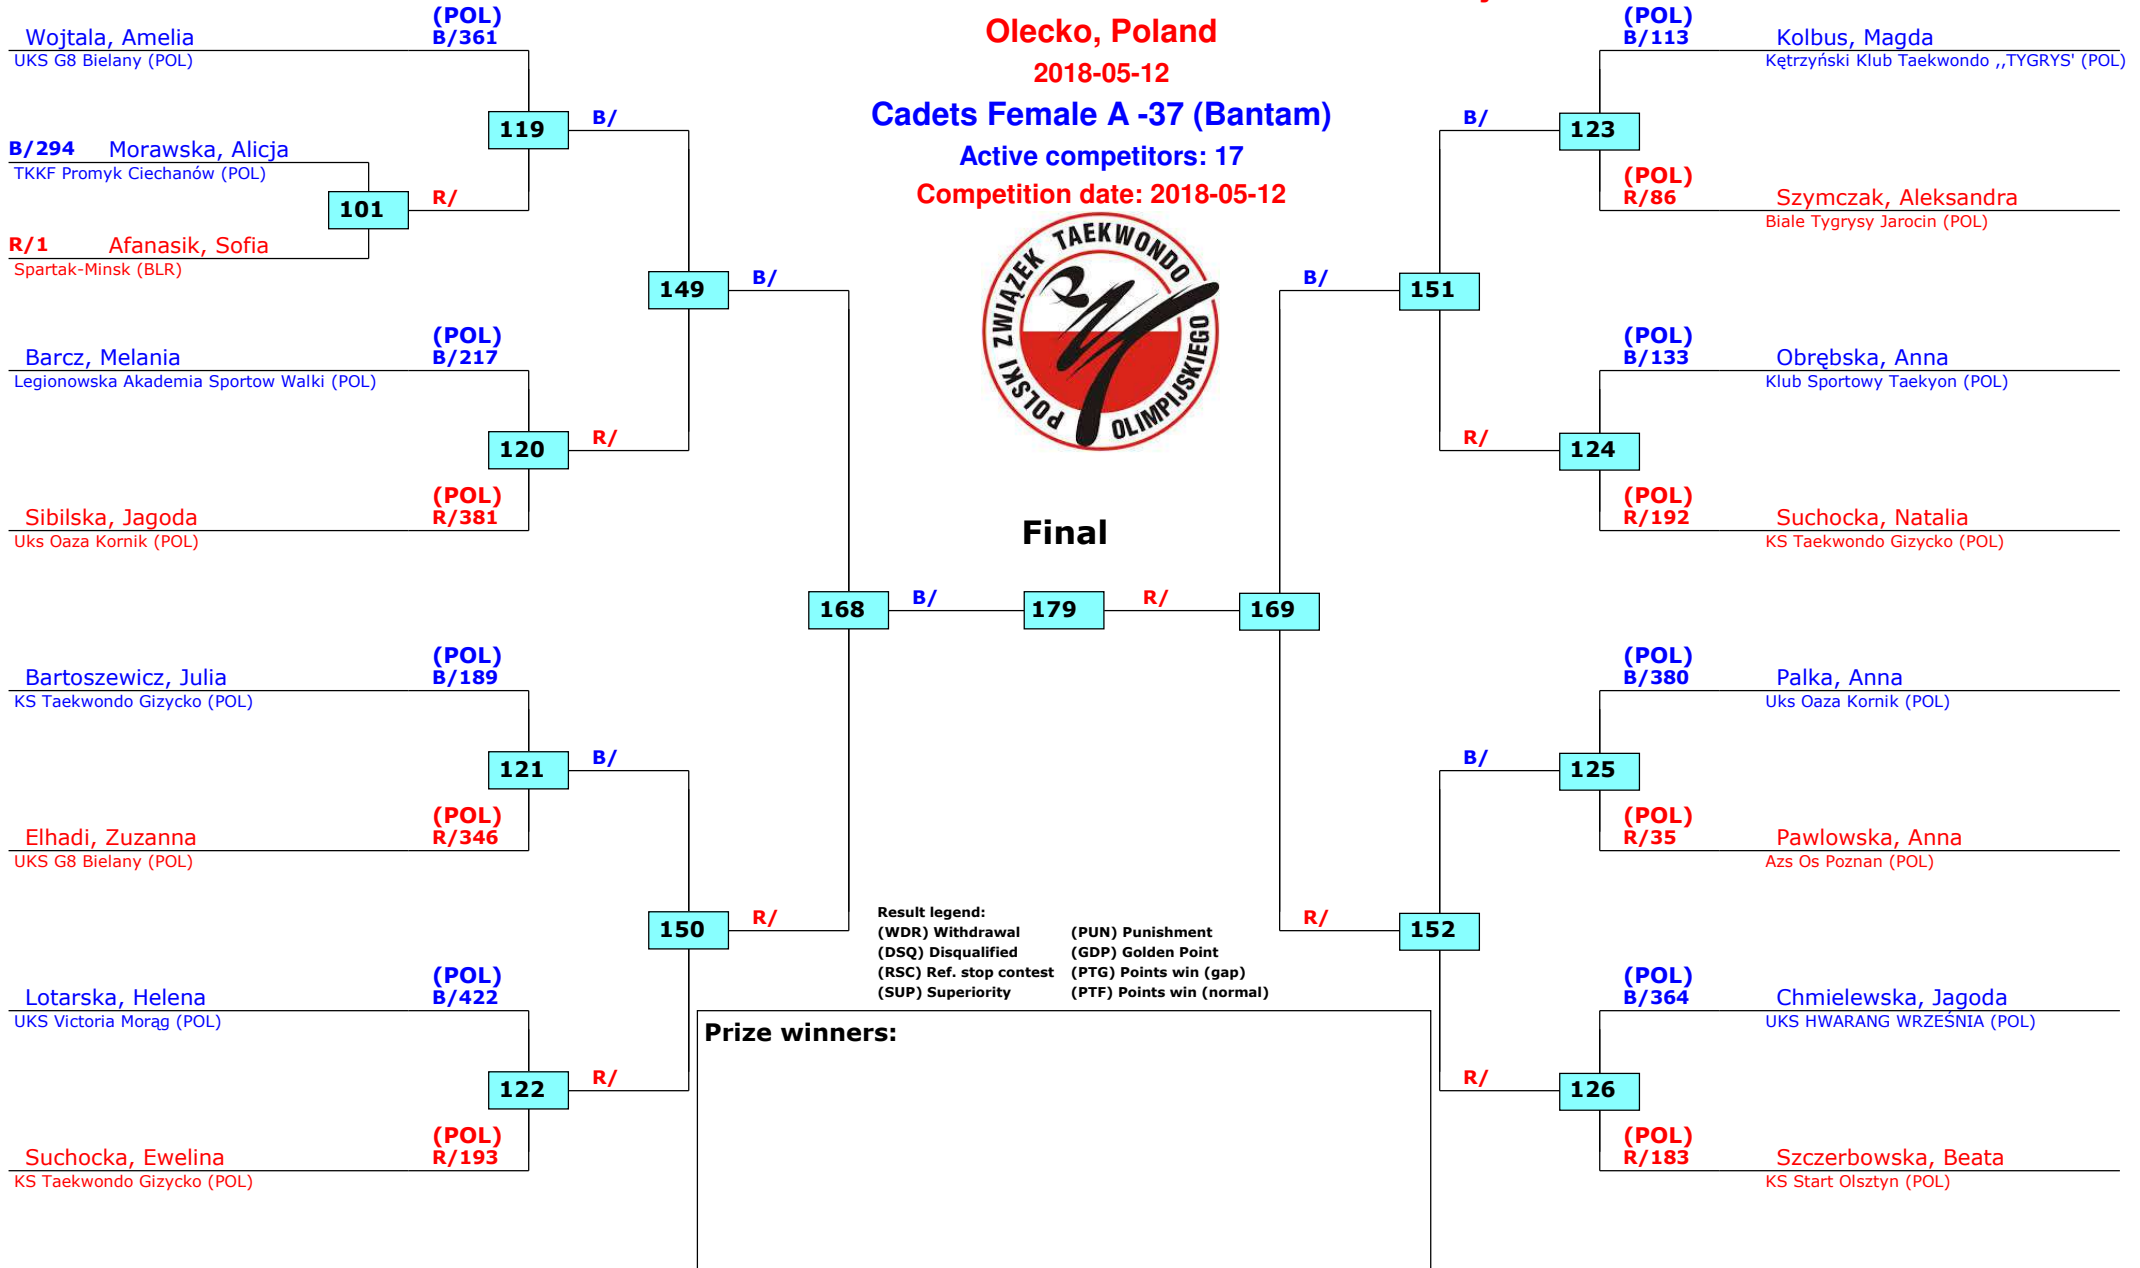 Olecko, Poland
2018-05-12
Cadets Female A -37 (Bantam)
Active competitors: 17
Competition date: 2018-05-12
POLSKI ZWIĄZEK TAEKWONDO OLIMPIJSKIEGO
(POL)
Wojtala, Amelia B/361
UKS G8 Bielany (POL)
119
B/
B/294 Morawska, Alicja
TKKF Promyk Ciechanów (POL)
101
R/
R/1 Afanasik, Sofia
Spartak-Minsk (BLR)
149
B/
(POL)
Barcz, Melania B/217
Legionowska Akademia Sportow Walki (POL)
120
R/
(POL)
Sibilska, Jagoda R/381
Uks Oaza Kornik (POL)
(POL)
Bartoszewicz, Julia B/189
KS Taekwondo Gizycko (POL)
121
B/
(POL)
Elhadi, Zuzanna R/346
UKS G8 Bielany (POL)
150
R/
(POL)
Lotarska, Helena B/422
UKS Victoria Morąg (POL)
122
R/
(POL)
Suchocka, Ewelina R/193
KS Taekwondo Gizycko (POL)
Final
168 B/ 179 R/ 169
(POL)
B/113 Kolbus, Magda
Kętrzyński Klub Taekwondo ,,TYGRYS' (POL)
B/
123
(POL)
R/86 Szymczak, Aleksandra
Biale Tygrysy Jarocin (POL)
B/
151
(POL)
B/133 Obrębska, Anna
Klub Sportowy Taekyon (POL)
R/
124
(POL)
R/192 Suchocka, Natalia
KS Taekwondo Gizycko (POL)
(POL)
B/380 Palka, Anna
Uks Oaza Kornik (POL)
B/
125
(POL)
R/35 Pawlowska, Anna
Azs Os Poznan (POL)
R/
152
(POL)
B/364 Chmielewska, Jagoda
UKS HWARANG WRZEŚNIA (POL)
R/
126
(POL)
R/183 Szczerbowska, Beata
KS Start Olsztyn (POL)
Result legend:
(WDR) Withdrawal (PUN) Punishment
(DSQ) Disqualified (GDP) Golden Point
(RSC) Ref. stop contest (PTG) Points win (gap)
(SUP) Superiority (PTF) Points win (normal)
Prize winners: